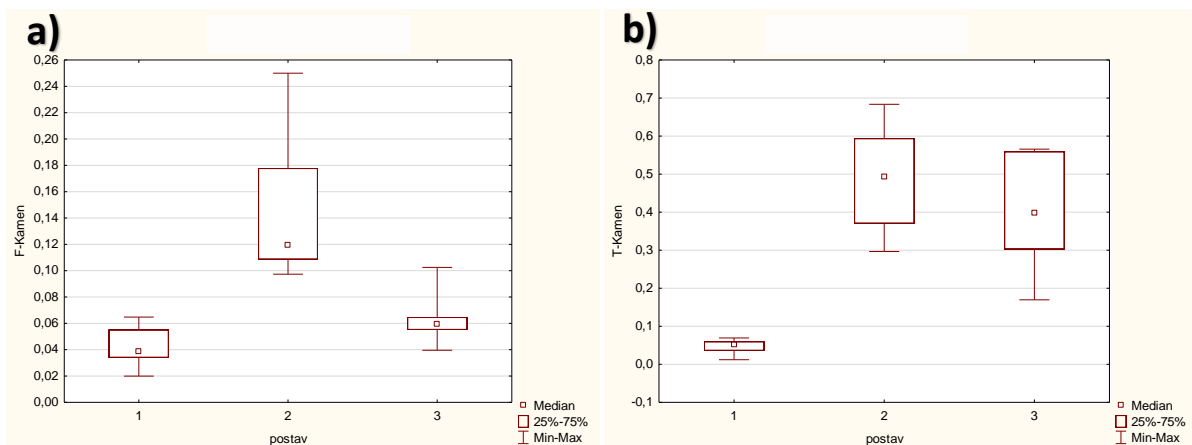 a)
F-Kamen
0,26
0,24
0,22
0,20
0,18
0,16
0,14
0,12
0,10
0,08
0,06
0,04
0,02
0,00
1 2 3
postav
Median
25%-75%
Min-Max
b)
T-Kamen
0,8
0,7
0,6
0,5
0,4
0,3
0,2
0,1
0,0
-0,1
1 2 3
postav
Median
25%-75%
Min-Max